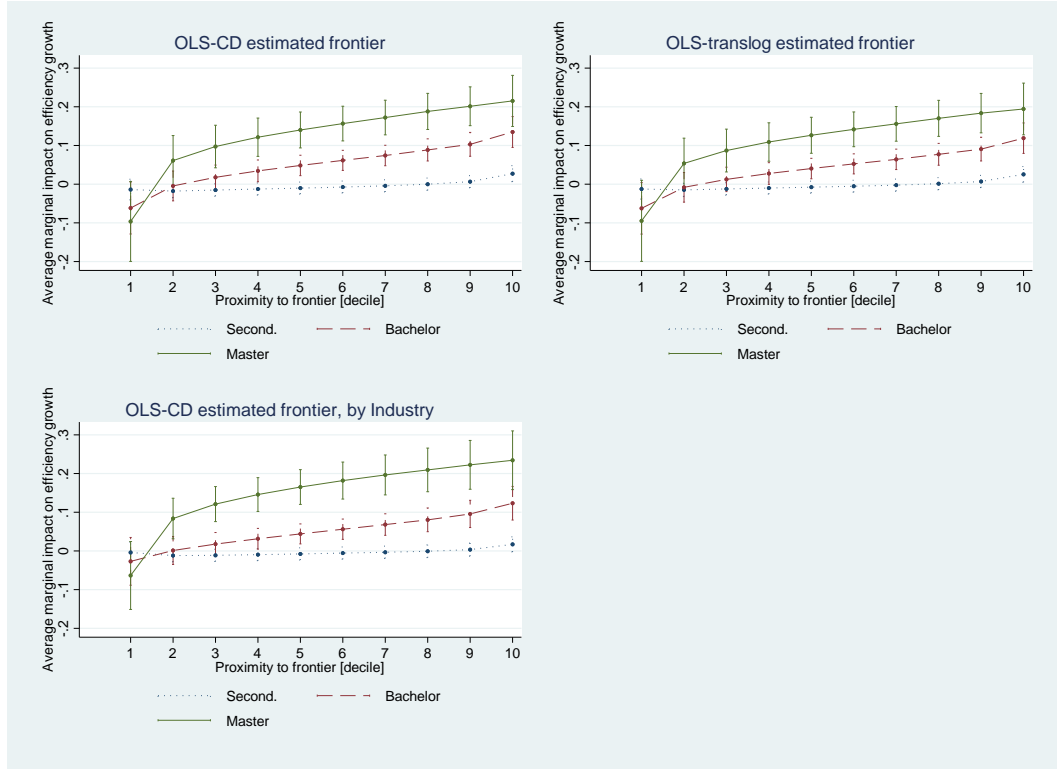 OLS-CD estimated frontier
Average marginal impact on efficiency growth
.3
.2
.1
0
-.1
-.2
1 2 3 4 5 6 7 8 9 10
Proximity to frontier [decile]
Second. Bachelor
Master
OLS-translog estimated frontier
Average marginal impact on efficiency growth
.3
.2
.1
0
-.1
-.2
1 2 3 4 5 6 7 8 9 10
Proximity to frontier [decile]
Second. Bachelor
Master
OLS-CD estimated frontier, by Industry
Average marginal impact on efficiency growth
.3
.2
.1
0
-.1
-.2
1 2 3 4 5 6 7 8 9 10
Proximity to frontier [decile]
Second. Bachelor
Master